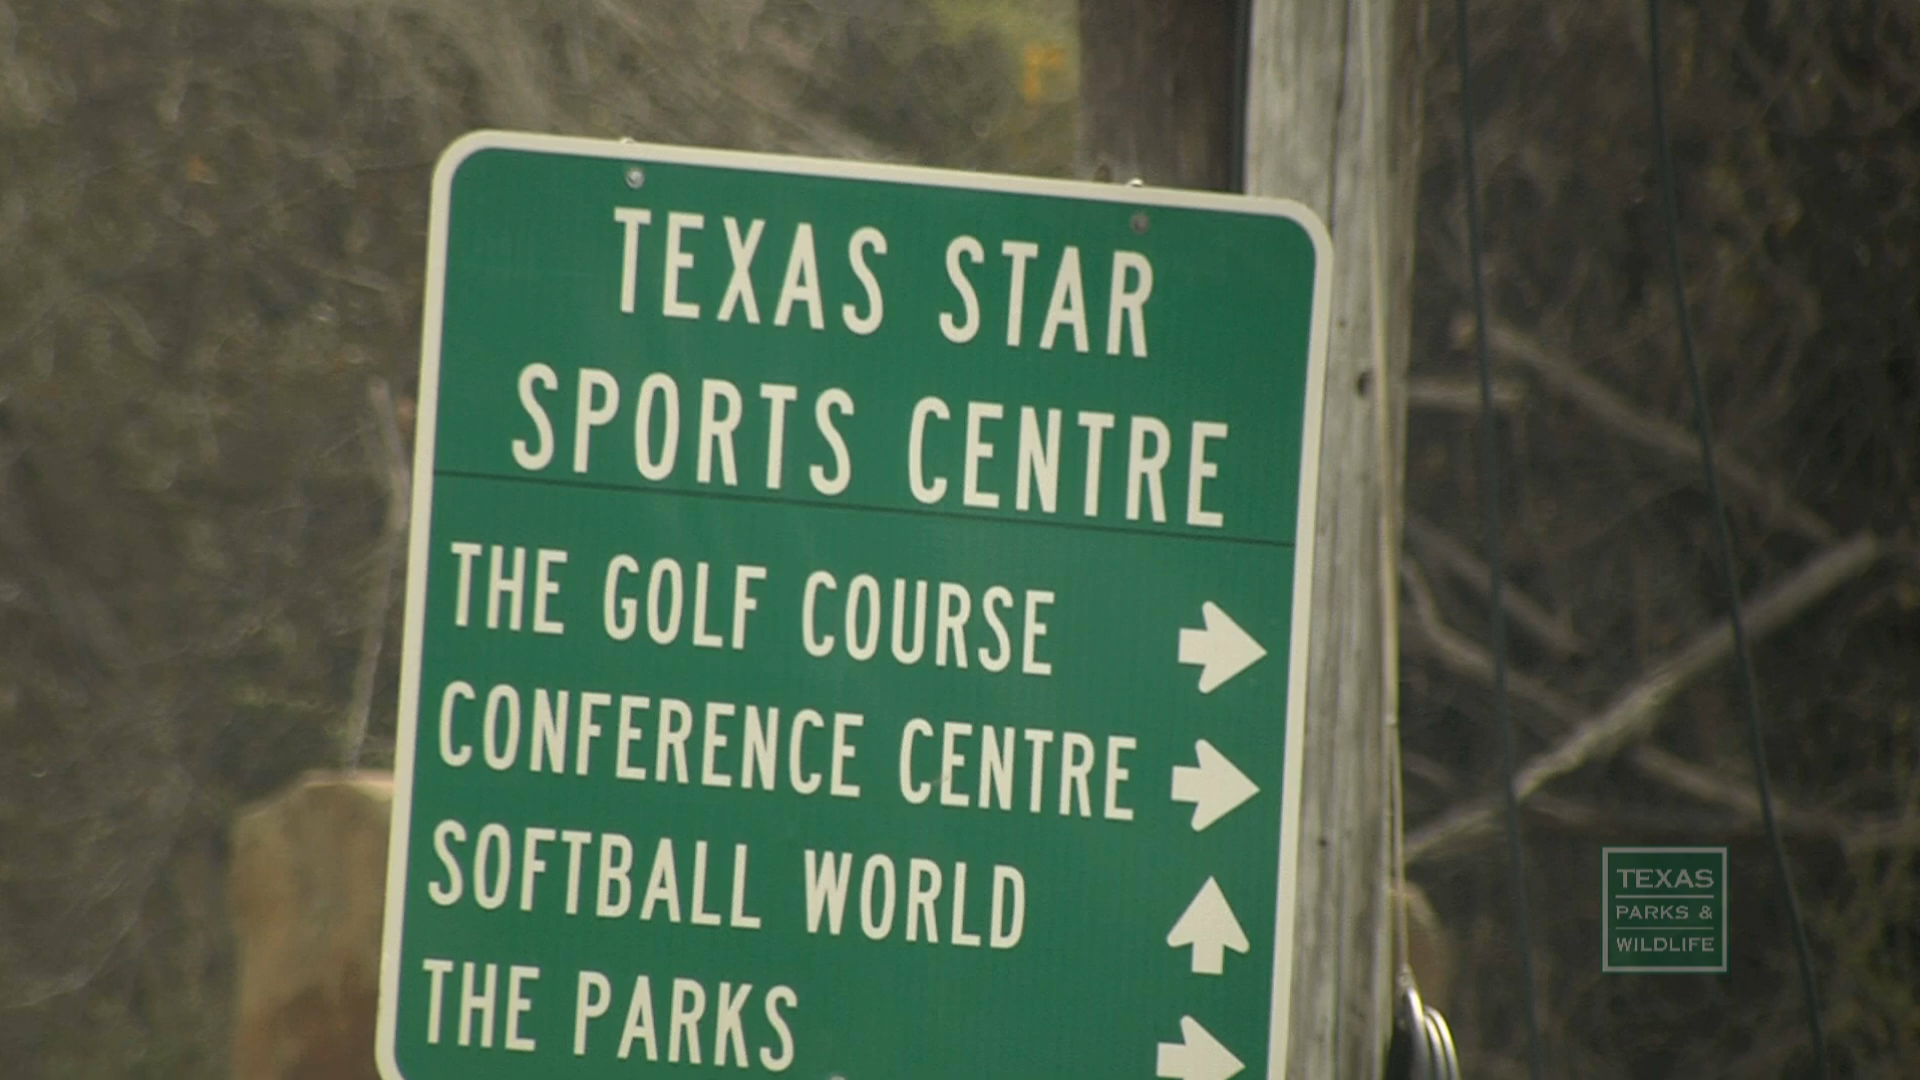 TEXAS STAR
SPORTS CENTRE
THE GOLF COURSE
CONFERENCE CENTRE
SOFTBALL WORLD
THE PARKS
TEXAS
PARKS &
WILDLIFE